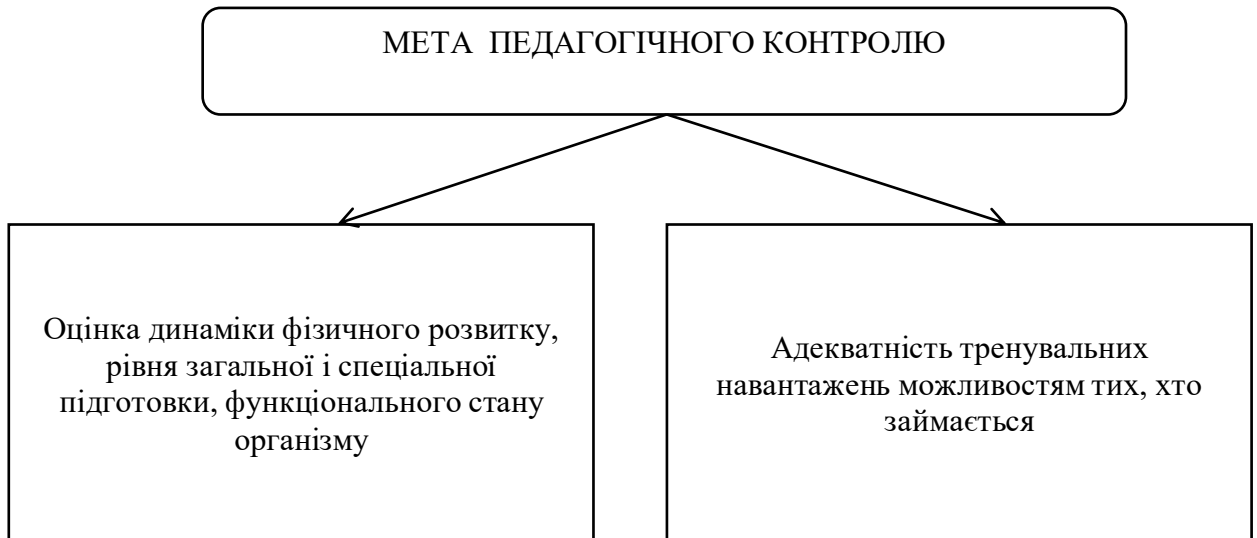 МЕТА ПЕДАГОГІЧНОГО КОНТРОЛЮ
Оцінка динаміки фізичного розвитку,
рівня загальної і спеціальної
підготовки, функціонального стану
організму
Адекватність тренувальних
навантажень можливостям тих, хто
займається